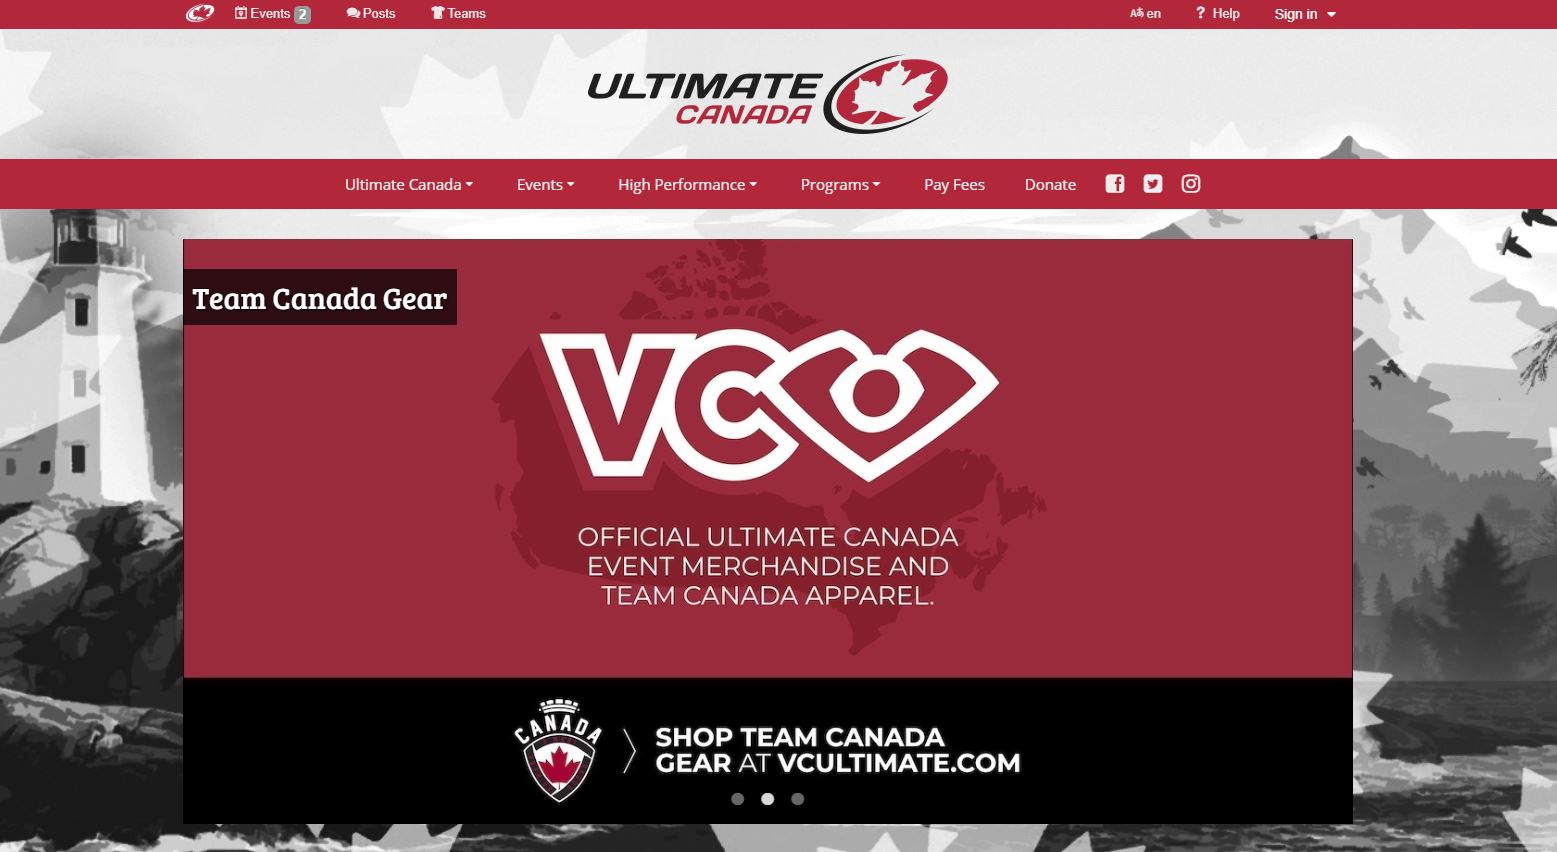 Events 2 Posts Teams en ? Help Sign in
ULTIMATE
CANADA
Ultimate Canada Events High Performance Programs Pay Fees Donate
Team Canada Gear
VC
OFFICIAL ULTIMATE CANADA
EVENT MERCHANDISE AND
TEAM CANADA APPAREL.
CANADA
SHOP TEAM CANADA
GEAR AT VCULTIMATE.COM